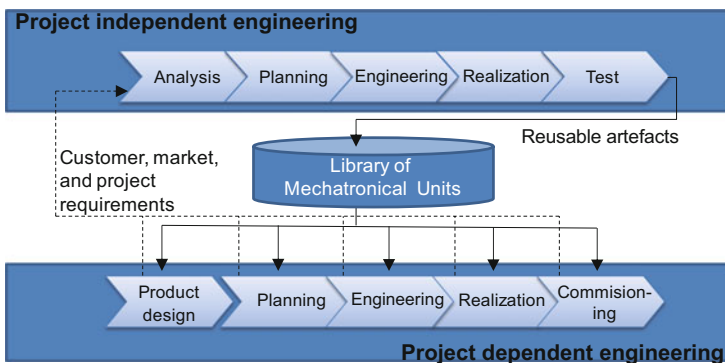 Project independent engineering
Analysis
Planning
Engineering
Realization
Test
Reusable artefacts
Customer, market,
and project
requirements
Library of
Mechatronical Units
Product
design
Planning
Engineering
Realization
Commision-
ing
Project dependent engineering